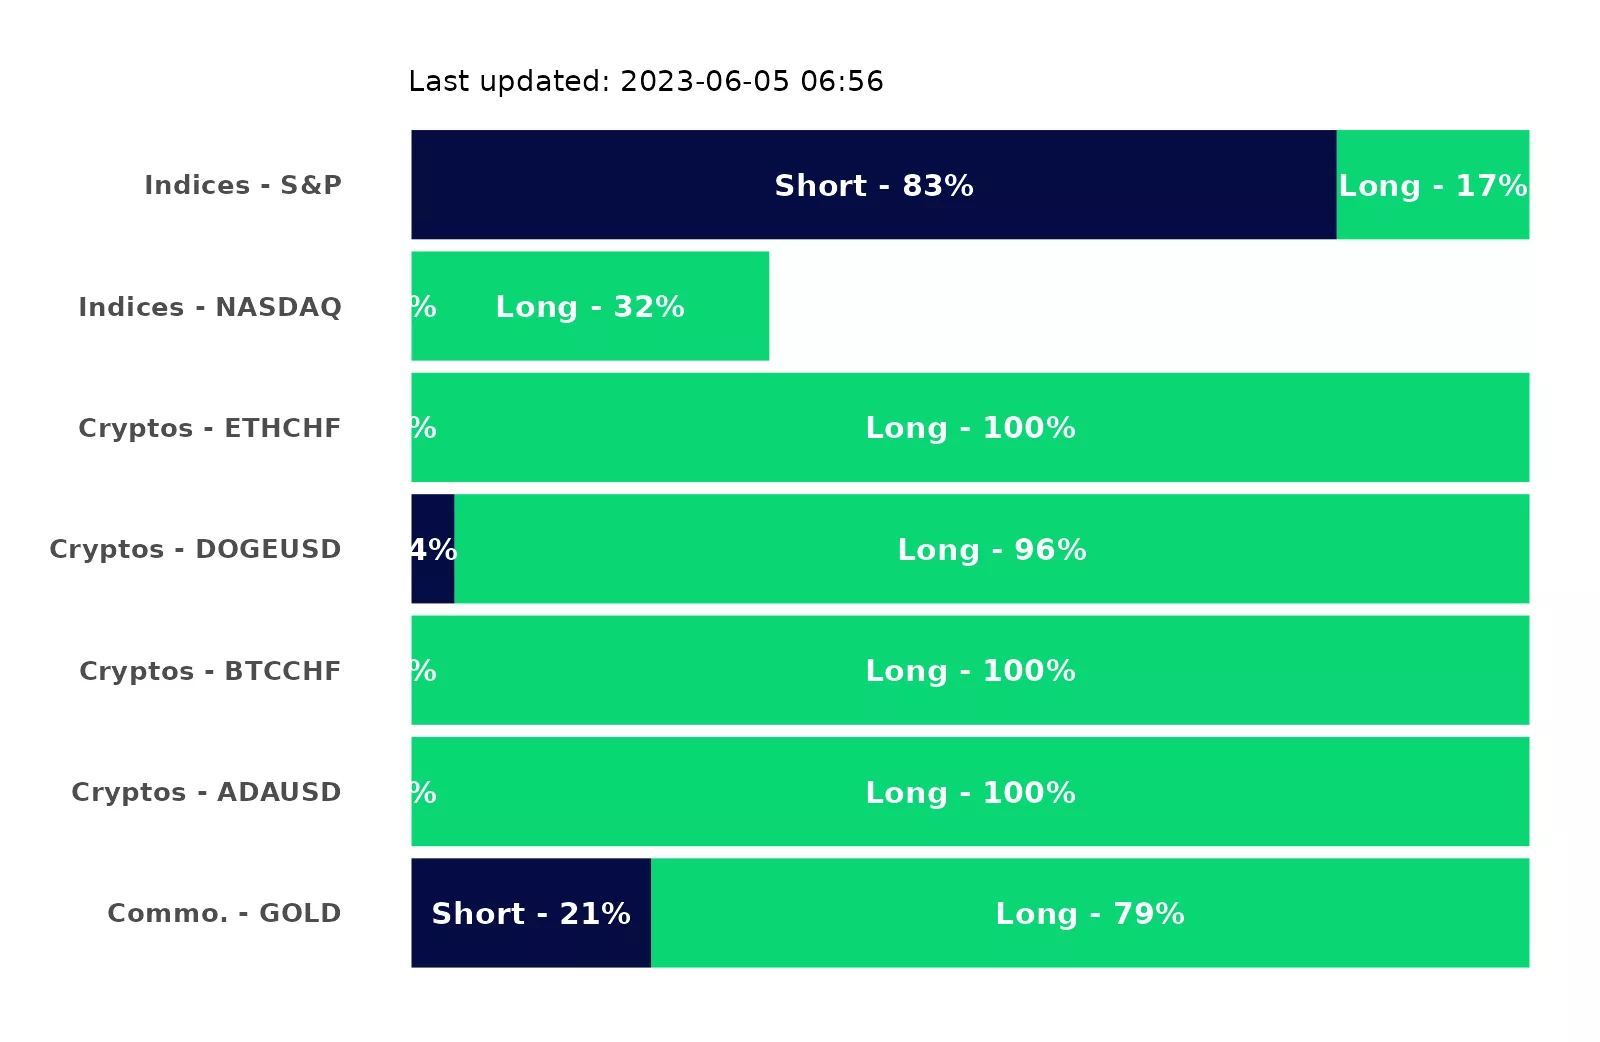 Last updated: 2023-06-05 06:56
Indices - S&P Short - 83% Long - 17%
Indices - NASDAQ % Long - 32%
Cryptos - ETHCHF % Long - 100%
Cryptos - DOGEUSD 4% Long - 96%
Cryptos - BTCCHF % Long - 100%
Cryptos - ADAUSD % Long - 100%
Commo. - GOLD Short - 21% Long - 79%